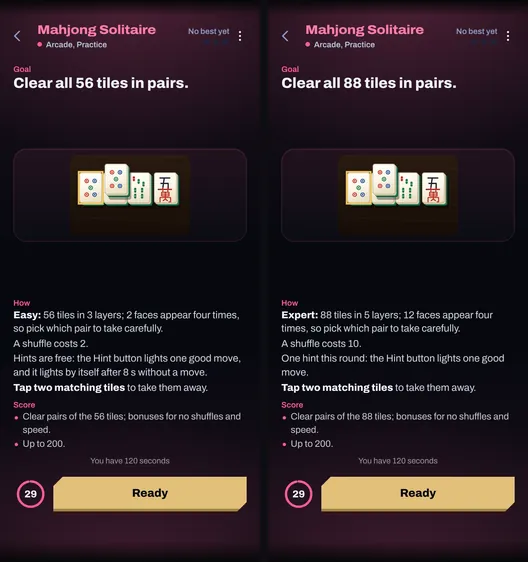 Mahjong Solitaire
Arcade, Practice
No best yet
Goal
Clear all 56 tiles in pairs.
五
萬
How
Easy: 56 tiles in 3 layers; 2 faces appear four times,
so pick which pair to take carefully.
A shuffle costs 2.
Hints are free: the Hint button lights one good move,
and it lights by itself after 8 s without a move.
Tap two matching tiles to take them away.
Score
• Clear pairs of the 56 tiles; bonuses for no shuffles and
speed.
• Up to 200.
You have 120 seconds
29
Ready
Mahjong Solitaire
Arcade, Practice
No best yet
Goal
Clear all 88 tiles in pairs.
五
萬
How
Expert: 88 tiles in 5 layers; 12 faces appear four
times, so pick which pair to take carefully.
A shuffle costs 10.
One hint this round: the Hint button lights one good
move.
Tap two matching tiles to take them away.
Score
• Clear pairs of the 88 tiles; bonuses for no shuffles and
speed.
• Up to 200.
You have 120 seconds
29
Ready